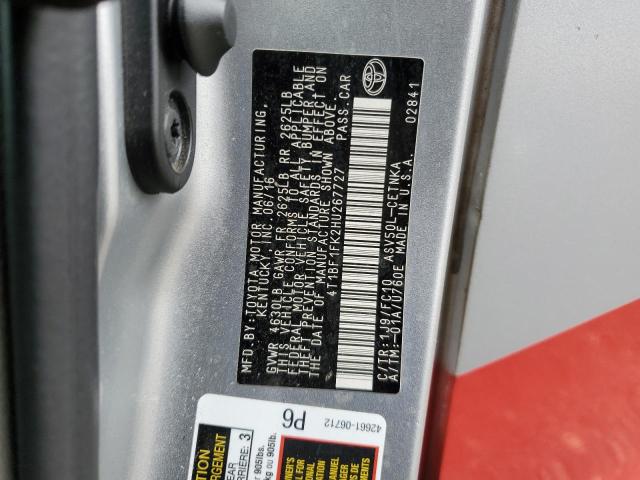 MFD. BY: TOYOTA MOTOR MANUFACTURING,
KENTUCKY, INC. 06/16
GVWR 4630LB GAWR FR 2625LB RR 2625LB
THIS VEHICLE CONFORMS TO ALL APPLICABLE
FEDERAL MOTOR VEHICLE SAFETY, BUMPER, AND
THEFT PREVENTION STANDARDS IN EFFECT ON
THE DATE OF MANUFACTURE SHOWN ABOVE.
4T1BF1FK2HU267727 PASS.CAR
C/TR:1J9/FC10 ASV50L-CETNKA
A/TM:-01A/U760E MADE IN U.S.A. 02841
P6
42661-06712
3